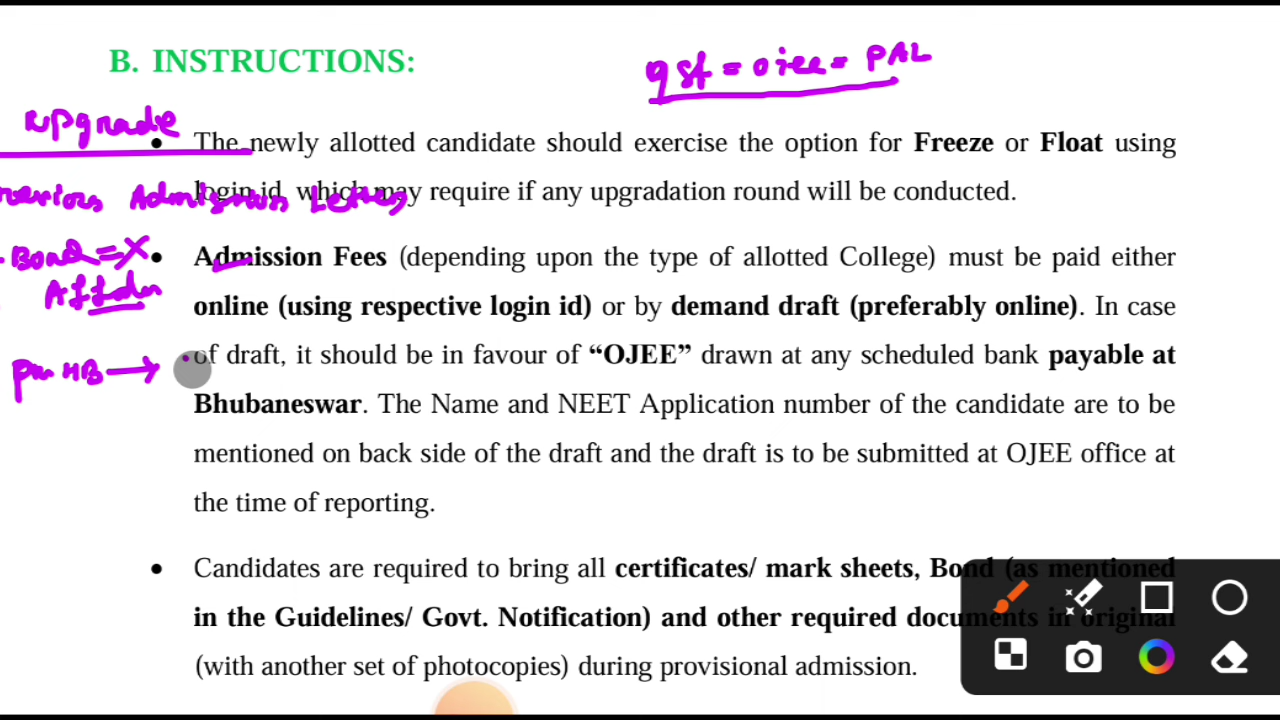 B. INSTRUCTIONS:
= ojee = PAL
upgrade
• The newly allotted candidate should exercise the option for Freeze or Float using
login id, which may require if any upgradation round will be conducted.
Admission Letter
Bond = X
• Admission Fees (depending upon the type of allotted College) must be paid either
online (using respective login id) or by demand draft (preferably online). In case
of draft, it should be in favour of “OJEE” drawn at any scheduled bank payable at
Bhubaneswar. The Name and NEET Application number of the candidate are to be
mentioned on back side of the draft and the draft is to be submitted at OJEE office at
the time of reporting.
• Candidates are required to bring all certificates/ mark sheets, Bond (as mentioned
in the Guidelines/ Govt. Notification) and other required documents in original
(with another set of photocopies) during provisional admission.